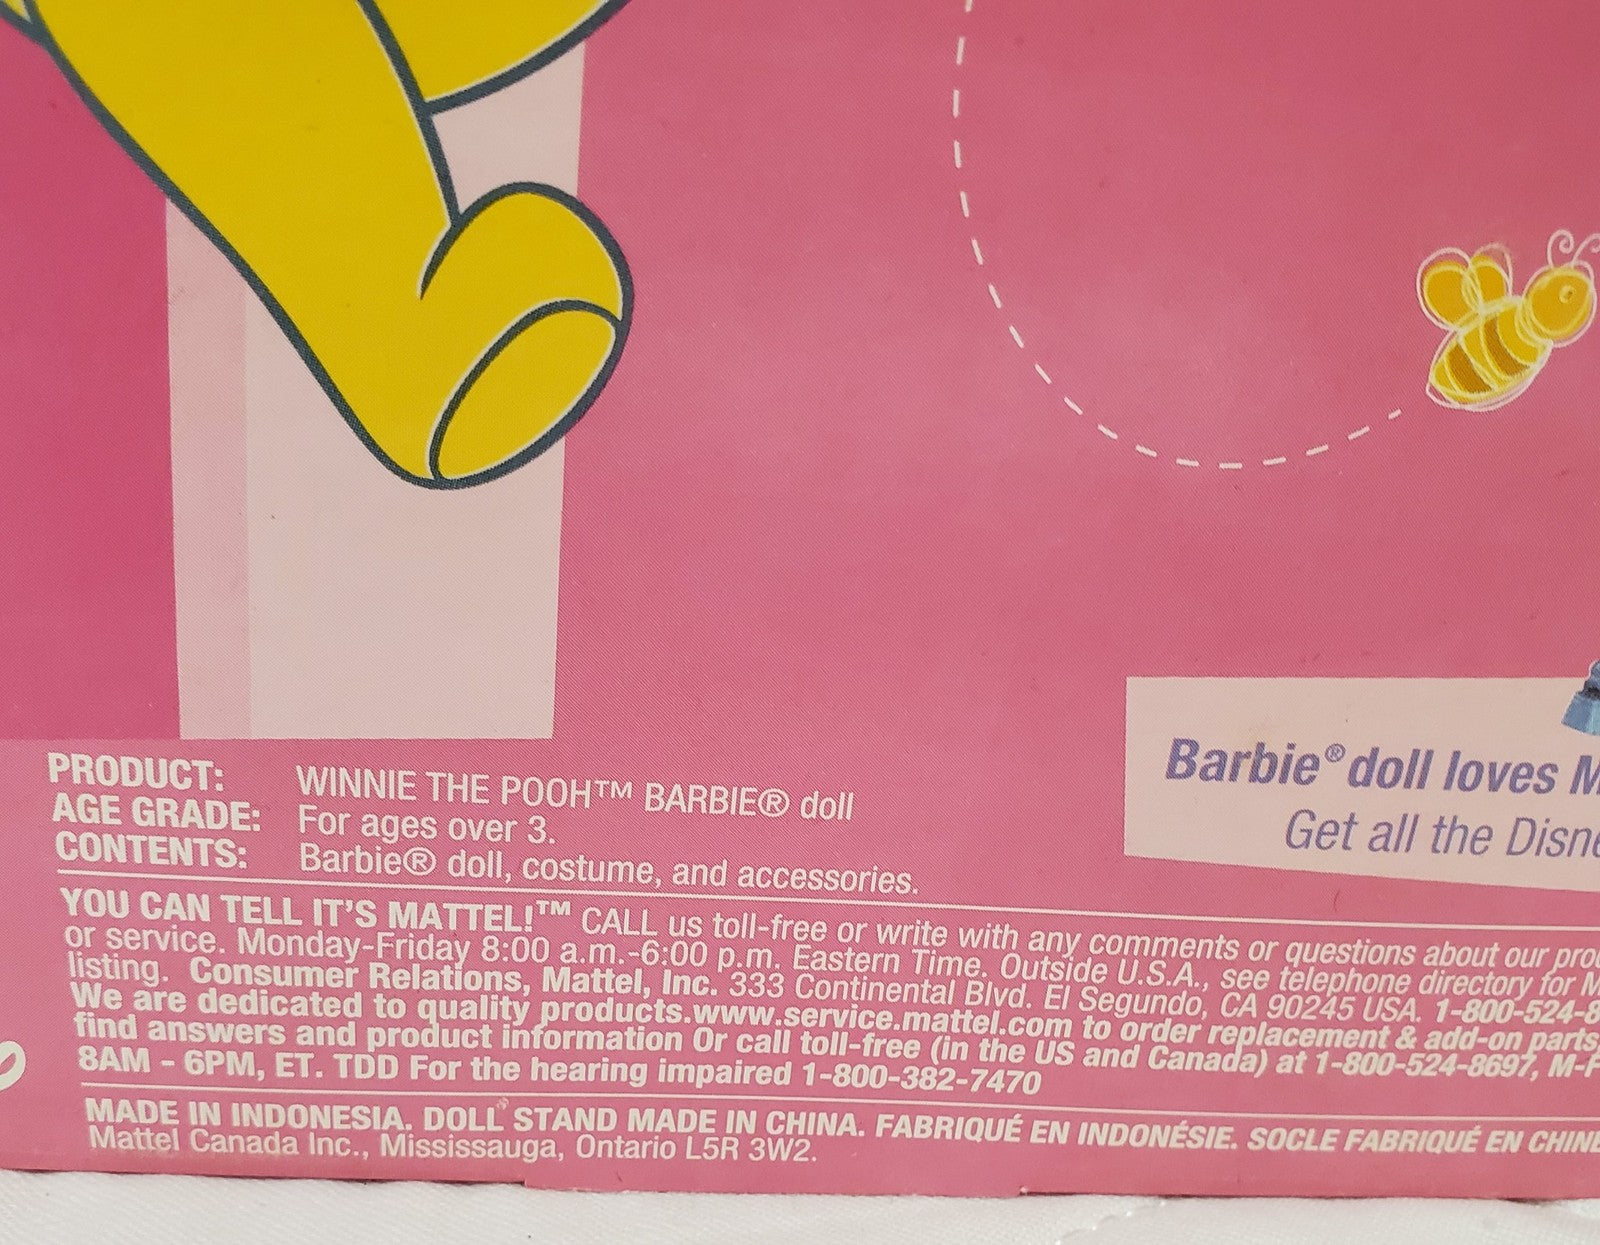 PRODUCT: WINNIE THE POOH™ BARBIE® doll
AGE GRADE: For ages over 3.
CONTENTS: Barbie® doll, costume, and accessories.
YOU CAN TELL IT'S MATTEL!™ CALL us toll-free or write with any comments or questions about our
or service. Monday-Friday 8:00 a.m.-6:00 p.m. Eastern Time. Outside U.S.A., see telephone directory for
listing. Consumer Relations, Mattel, Inc. 333 Continental Blvd. El Segundo, CA 90245 USA. 1-800-524-8
We are dedicated to quality products.www.service.mattel.com to order replacement & add-on parts
find answers and product information Or call toll-free (in the US and Canada) at 1-800-524-8697, M-F
8AM - 6PM, ET. TDD For the hearing impaired 1-800-382-7470
MADE IN INDONESIA. DOLL STAND MADE IN CHINA. FABRIQUÉ EN INDONÉSIE. SOCLE FABRIQUÉ EN CHINE
Mattel Canada Inc., Mississauga, Ontario L5R 3W2.
Barbie® doll loves
Get all the